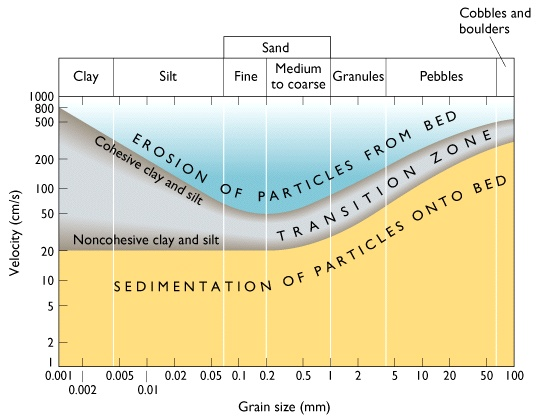 Cobbles and
boulders
Sand
Clay
Silt
Fine
Medium
to coarse
Granules
Pebbles
1000
800
500
200
100
50
20
10
5
2
1
Velocity (cm/s)
EROSION OF PARTICLES FROM BED
Cohesive clay and silt
TRANSITION ZONE
Noncohesive clay and silt
SEDIMENTATION OF PARTICLES ONTO BED
0.001 0.005 0.02 0.05 0.1 0.2 0.5 1 2 5 10 20 50 100
0.002 0.01
Grain size (mm)